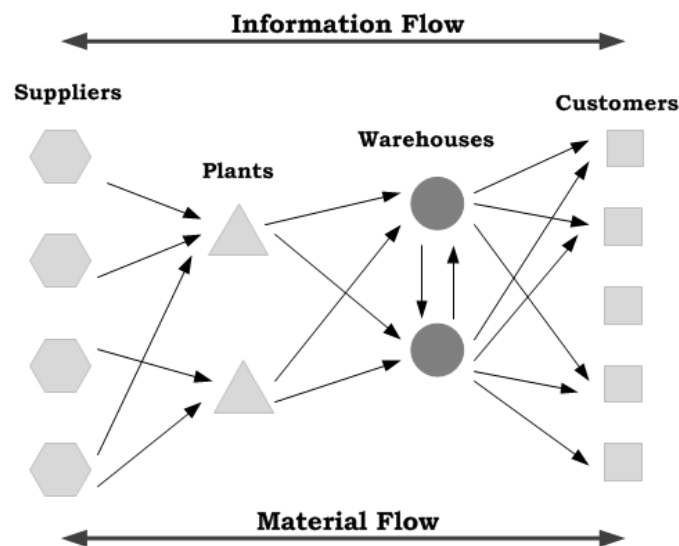 Information Flow
Suppliers
Customers
Warehouses
Plants
Material Flow